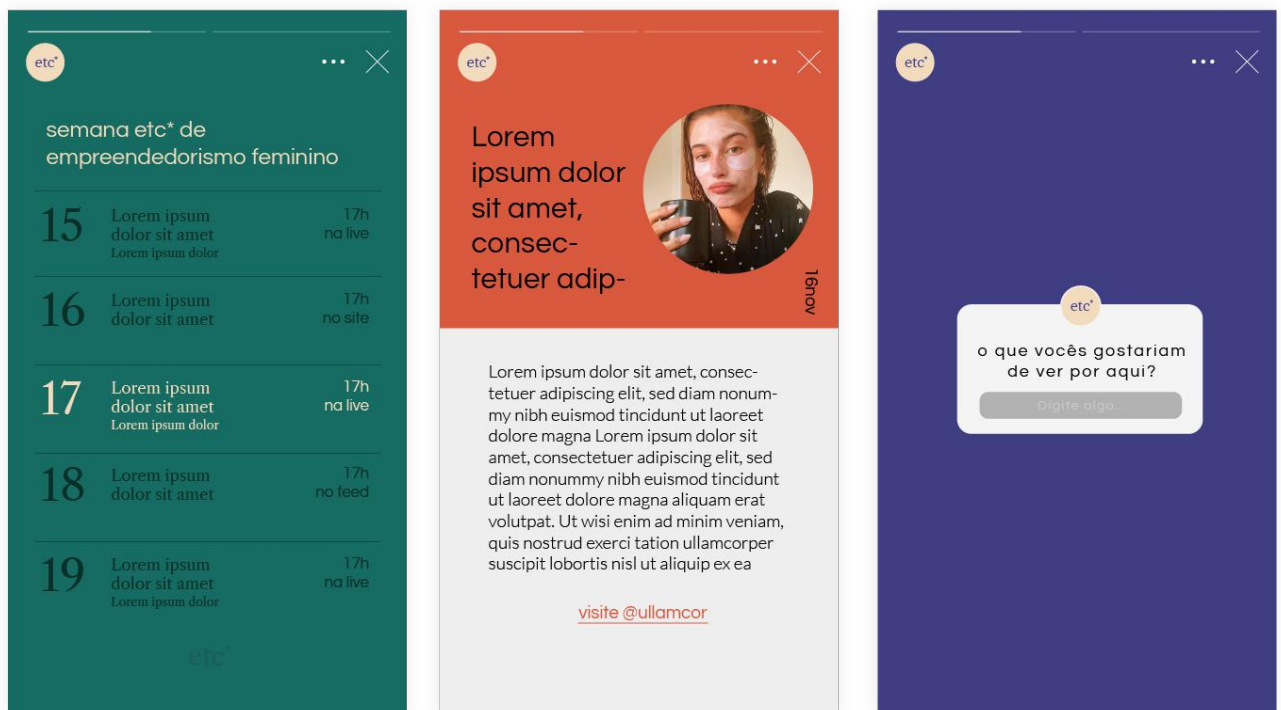 etc*
semana etc* de
empreendedorismo feminino
15
Lorem ipsum
dolor sit amet
Lorem ipsum dolor
17h
na live
16
Lorem ipsum
dolor sit amet
17h
no site
17
Lorem ipsum
dolor sit amet
Lorem ipsum dolor
17h
na live
18
Lorem ipsum
dolor sit amet
17h
no feed
19
Lorem ipsum
dolor sit amet
Lorem ipsum dolor
17h
na live
etc*
etc*
Lorem
ipsum dolor
sit amet,
consec-
tetuer adip-
16nov
Lorem ipsum dolor sit amet, consec-
tetuer adipiscing elit, sed diam nonum-
my nibh euismod tincidunt ut laoreet
dolore magna Lorem ipsum dolor sit
amet, consectetuer adipiscing elit, sed
diam nonummy nibh euismod tincidunt
ut laoreet dolore magna aliquam erat
volutpat. Ut wisi enim ad minim veniam,
quis nostrud exerci tation ullamcorper
suscipit lobortis nisl ut aliquip ex ea
visite @ullamcor
etc*
etc*
o que vocês gostariam
de ver por aqui?
Digite algo...